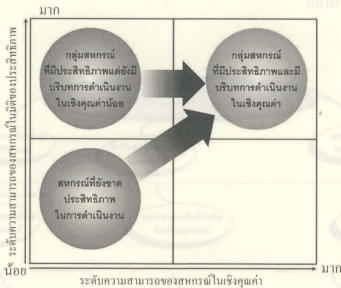 มาก
กลุ่มสหกรณ์
ที่มีประสิทธิภาพแต่ยังมี
บริบทการดำเนินงาน
ในเชิงคุณค่าน้อย
กลุ่มสหกรณ์
ที่มีประสิทธิภาพและมี
บริบทการดำเนินงาน
ในเชิงคุณค่า
สหกรณ์ที่ยังขาด
ประสิทธิภาพ
ในการดำเนินงาน
ระดับความสามารถของสหกรณ์ในมิติของประสิทธิภาพ
น้อย
มาก
ระดับความสามารถของสหกรณ์ในเชิงคุณค่า